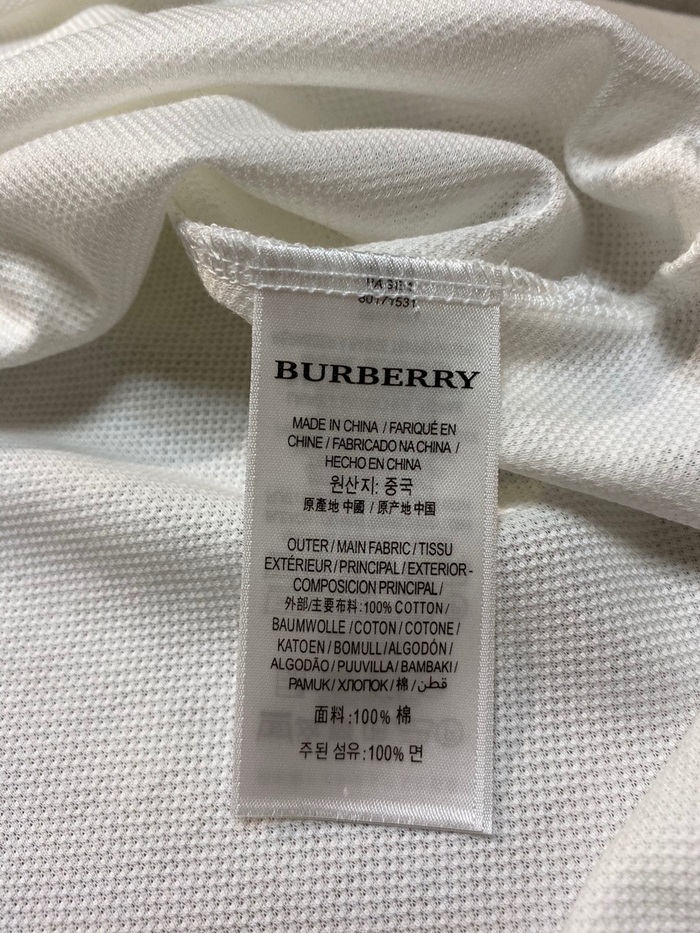 8017531
BURBERRY
MADE IN CHINA / FARIQUÉ EN
CHINE / FABRICADO NA CHINA /
HECHO EN CHINA
원산지: 중국
原產地 中國 / 原产地 中国
OUTER / MAIN FABRIC / TISSU
EXTÉRIEUR / PRINCIPAL / EXTERIOR -
COMPOSICION PRINCIPAL /
外部/主要布料: 100% COTTON /
BAUMWOLLE / COTON / COTONE /
KATOEN / BOMULL / ALGODÓN /
ALGODÃO / PUUVILLA / BAMBAKI /
PAMUK / ХЛОПОК / 棉 / قطن
面料:100% 棉
주된 섬유:100% 면